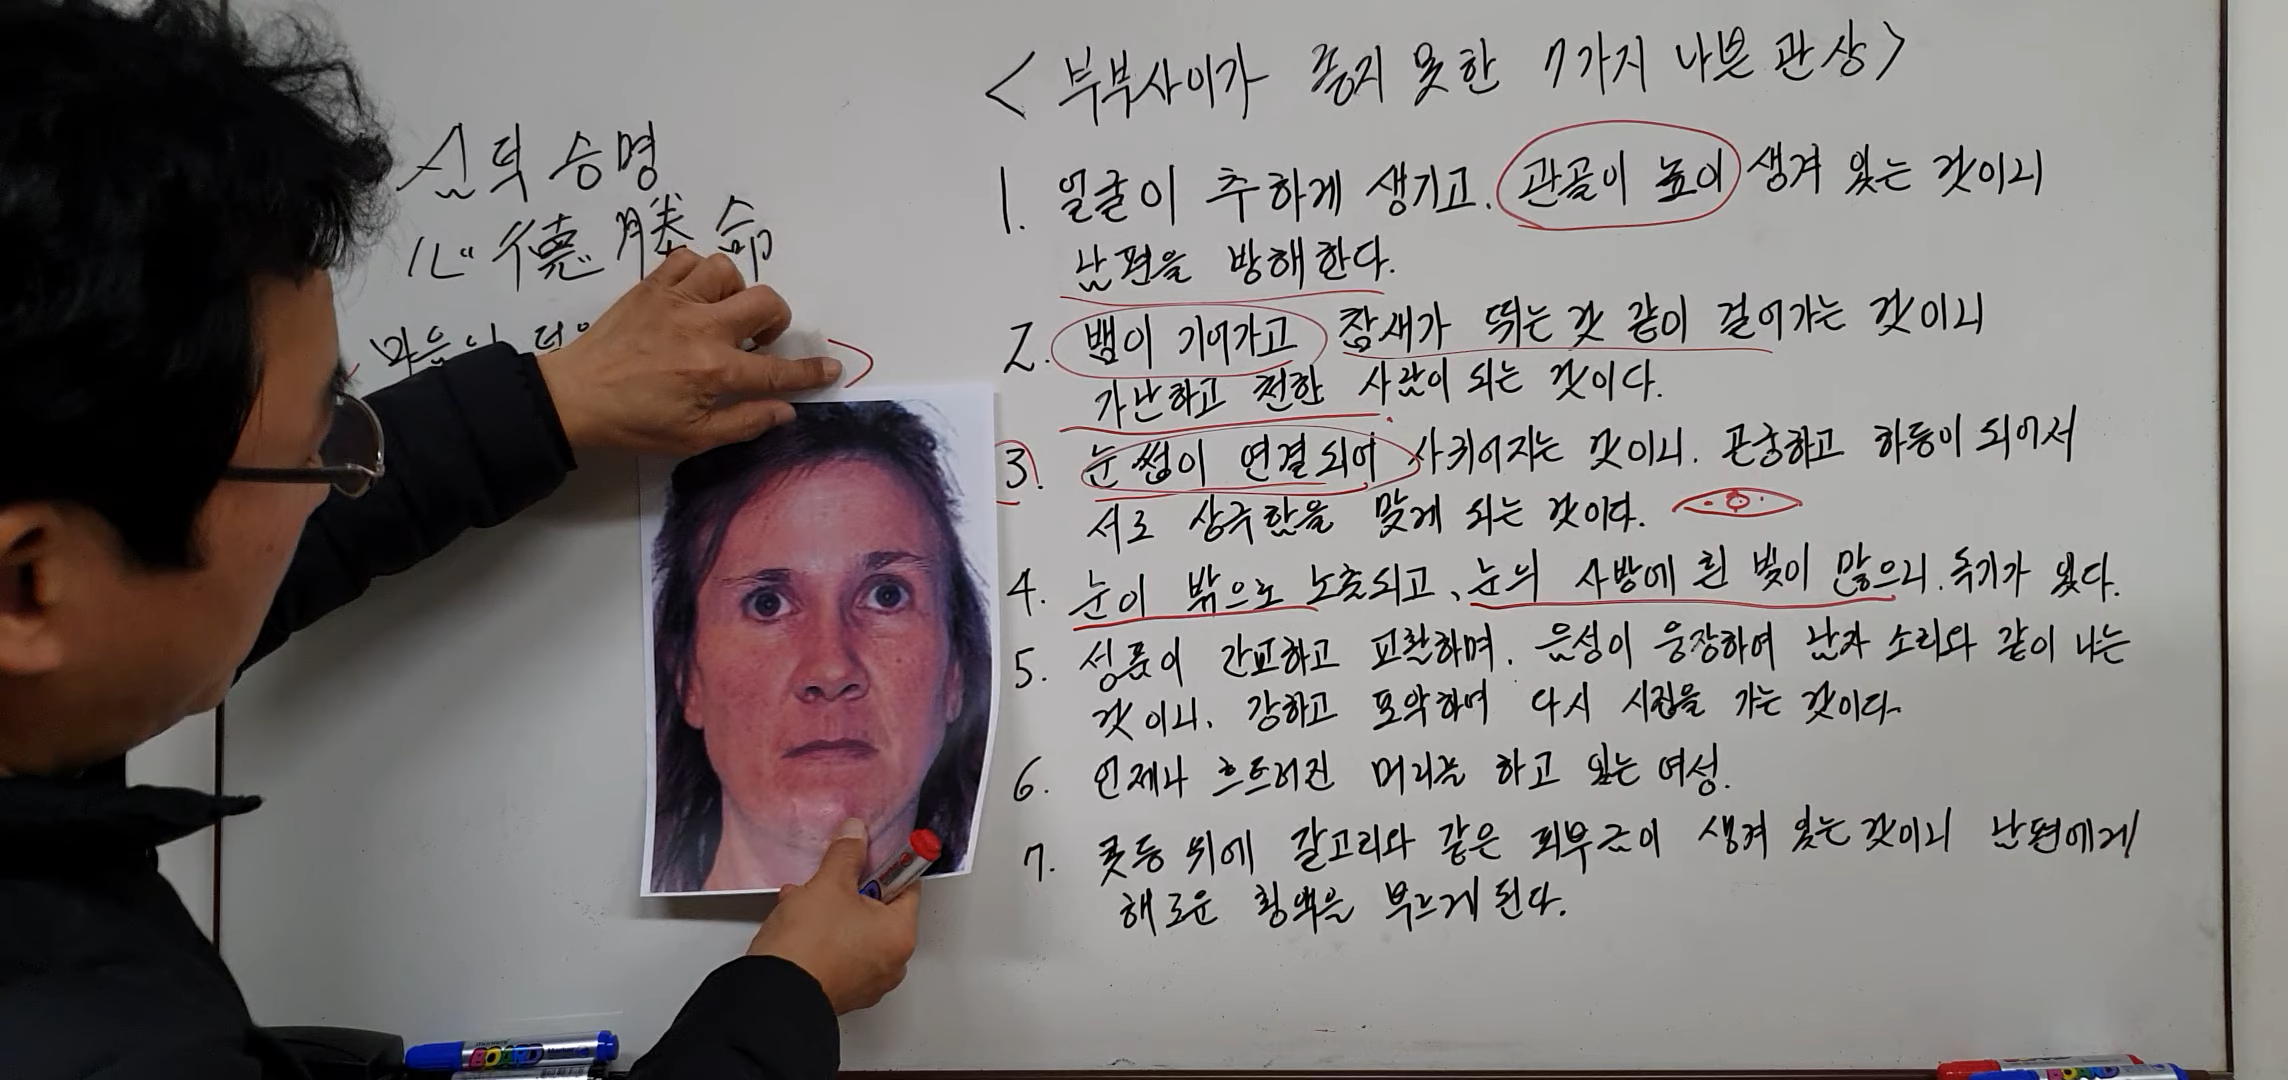 심덕승명
心德勝命
<부부사이가 좋지 못한 7가지 나쁜 관상>
1. 얼굴이 추하게 생기고. 관골이 높이 생겨 있는 것이니
남편을 방해한다.
2. 뱀이 기어가고 참새가 뛰는 것 같이 걸어가는 것이니
가난하고 천한 사람이 되는 것이다.
3. 눈썹이 연결되어 사귀어지는 것이니. 곤궁하고 하등이 되어서
서로 상극함을 맞게 되는 것이다.
4. 눈이 밖으로 노출되고, 눈의 사방에 흰 빛이 많으니. 독기가 있다.
5. 성품이 간교하고 교활하며. 음성이 웅장하여 남자 소리와 같이 나는
것이니. 강하고 포악하여 다시 시집을 가는 것이다.
6. 언제나 흐트러진 머리를 하고 있는 여성.
7. 콧등 위에 갈고리와 같은 피부근이 생겨 있는 것이니 남편에게
해로운 횡액을 부르게 된다.
BOARD